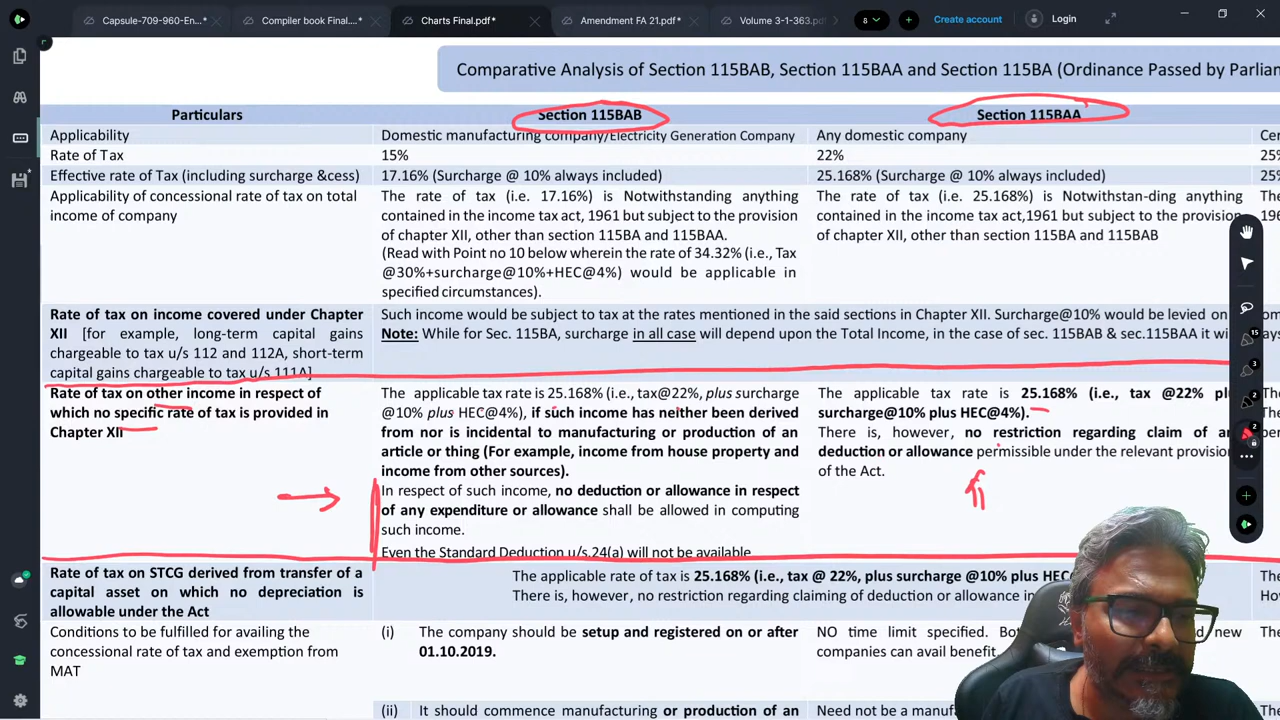 Capsule-709-960-En...*
Compiler book Final....*
Charts Final.pdf*
Amendment FA 21.pdf*
Volume 3-1-363.pd
8
Create account
Login
Comparative Analysis of Section 115BAB, Section 115BAA and Section 115BA (Ordinance Passed by Parlian
Particulars
Section 115BAB
Section 115BAA
Applicability
Domestic manufacturing company/Electricity Generation Company
Any domestic company
Cer
Rate of Tax
15%
22%
25%
Effective rate of Tax (including surcharge &cess)
17.16% (Surcharge @ 10% always included)
25.168% (Surcharge @ 10% always included)
25%
Applicability of concessional rate of tax on total
income of company
The rate of tax (i.e. 17.16%) is Notwithstanding anything
contained in the income tax act, 1961 but subject to the provision
of chapter XII, other than section 115BA and 115BAA.
(Read with Point no 10 below wherein the rate of 34.32% (i.e., Tax
@30%+surcharge@10%+HEC@4%) would be applicable in
specified circumstances).
The rate of tax (i.e. 25.168%) is Notwithstan-ding anything
contained in the income tax act,1961 but subject to the provision
of chapter XII, other than section 115BA and 115BAB
The
196
of c
Rate of tax on income covered under Chapter
XII [for example, long-term capital gains
chargeable to tax u/s 112 and 112A, short-term
capital gains chargeable to tax u/s 111A]
Such income would be subject to tax at the rates mentioned in the said sections in Chapter XII. Surcharge@10% would be levied on
Note: While for Sec. 115BA, surcharge in all case will depend upon the Total Income, in the case of sec. 115BAB & sec.115BAA it wi
ome
ays
Rate of tax on other income in respect of
which no specific rate of tax is provided in
Chapter XII
The applicable tax rate is 25.168% (i.e., tax@22%, plus surcharge
@10% plus HEC@4%), if such income has neither been derived
from nor is incidental to manufacturing or production of an
article or thing (For example, income from house property and
income from other sources).
In respect of such income, no deduction or allowance in respect
of any expenditure or allowance shall be allowed in computing
such income.
Even the Standard Deduction u/s.24(a) will not be available
The applicable tax rate is 25.168% (i.e., tax @22% pl
surcharge@10% plus HEC@4%).
There is, however, no restriction regarding claim of an
deduction or allowance permissible under the relevant provision
of the Act.
The
The
per
Rate of tax on STCG derived from transfer of a
capital asset on which no depreciation is
allowable under the Act
The applicable rate of tax is 25.168% (i.e., tax @ 22%, plus surcharge @10% plus HEC
There is, however, no restriction regarding claiming of deduction or allowance in
The
How
Conditions to be fulfilled for availing the
concessional rate of tax and exemption from
MAT
(i) The company should be setup and registered on or after
01.10.2019.
NO time limit specified. Bot
new
companies can avail benefit.
The
(ii) It should commence manufacturing or production of an
Need not be a manuf
15
3
2
2